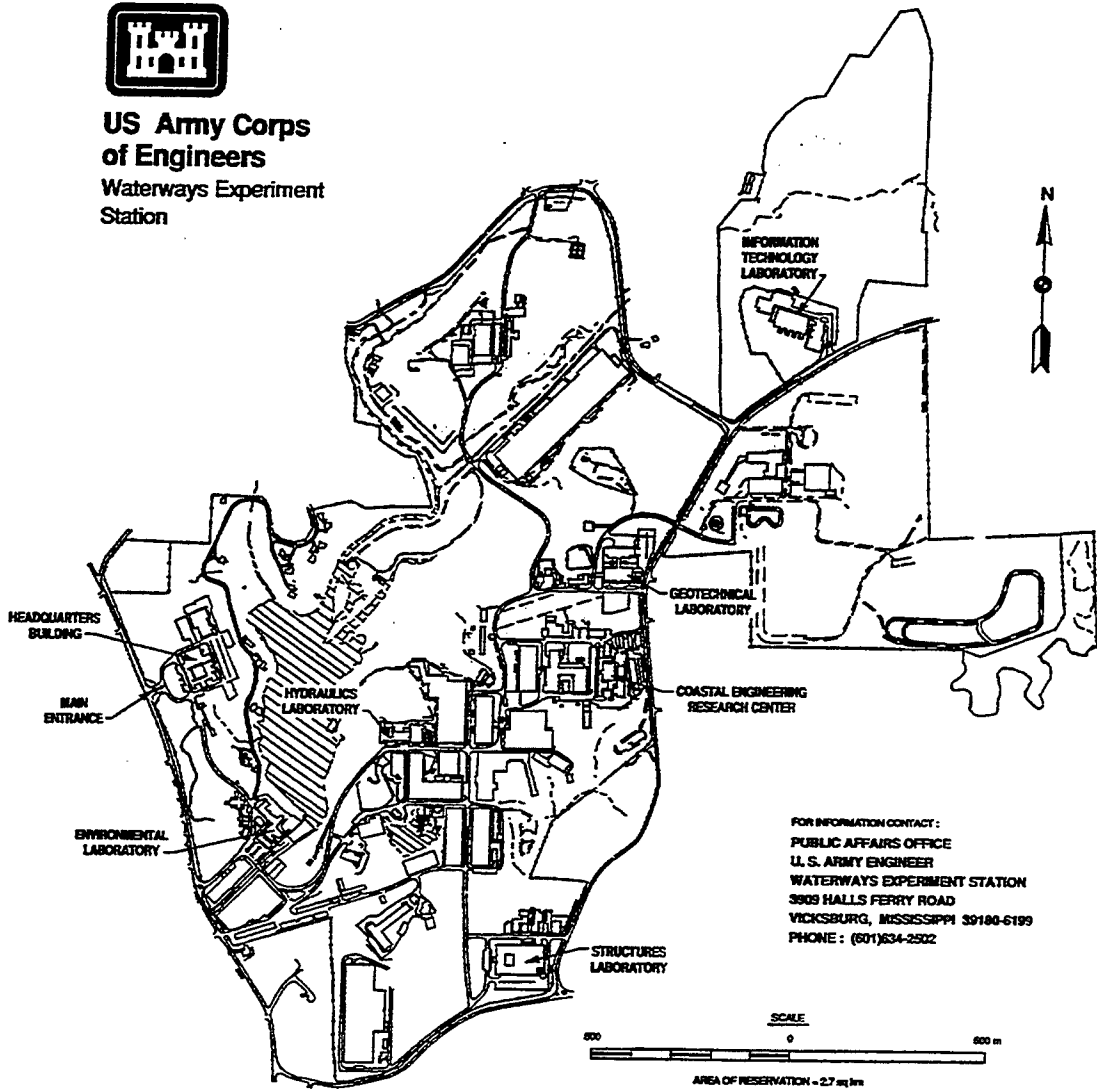 US Army Corps
of Engineers
Waterways Experiment
Station
N
INFORMATION
TECHNOLOGY
LABORATORY
GEOTECHNICAL
LABORATORY
HEADQUARTERS
BUILDING
MAIN
ENTRANCE
HYDRAULICS
LABORATORY
COASTAL ENGINEERING
RESEARCH CENTER
ENVIRONMENTAL
LABORATORY
STRUCTURES
LABORATORY
FOR INFORMATION CONTACT :
PUBLIC AFFAIRS OFFICE
U. S. ARMY ENGINEER
WATERWAYS EXPERIMENT STATION
3909 HALLS FERRY ROAD
VICKSBURG, MISSISSIPPI 39180-6199
PHONE : (601)634-2502
SCALE
500 0 500 m
AREA OF RESERVATION = 2.7 sq km